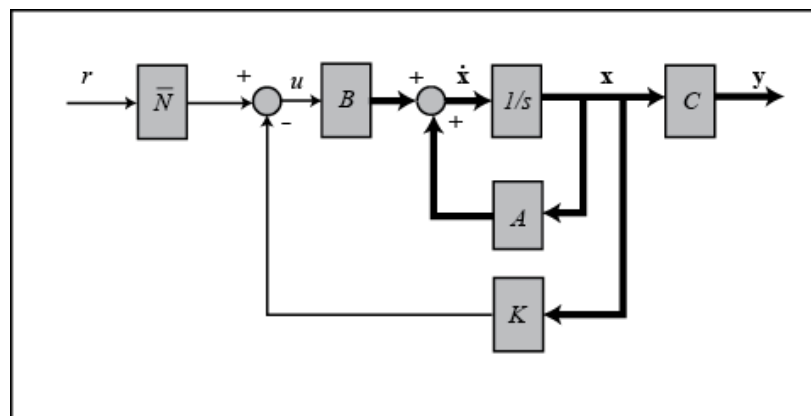 r N̅ + - u B + + ẋ 1/s x C y
A
K